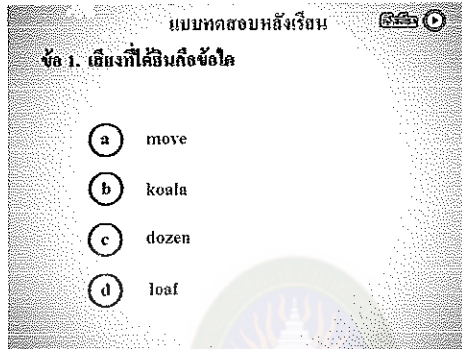 แบบทดสอบหลังเรียน
ข้อ 1. เสียงที่ได้ยินคือข้อใด
a move
b koala
c dozen
d loaf